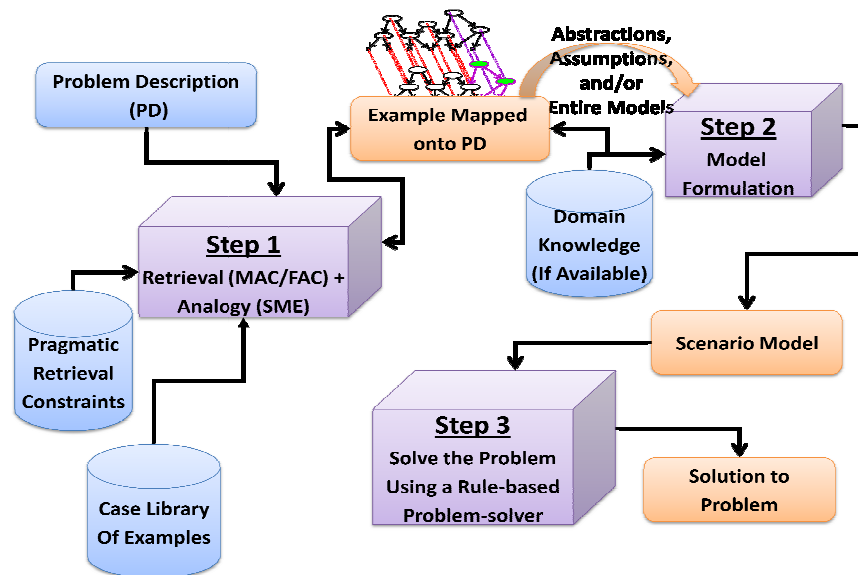 Problem Description
(PD)
Abstractions,
Assumptions,
and/or
Entire Models
Example Mapped
onto PD
Step 2
Model
Formulation
Step 1
Retrieval (MAC/FAC) +
Analogy (SME)
Domain
Knowledge
(If Available)
Pragmatic
Retrieval
Constraints
Scenario Model
Step 3
Solve the Problem
Using a Rule-based
Problem-solver
Case Library
Of Examples
Solution to
Problem